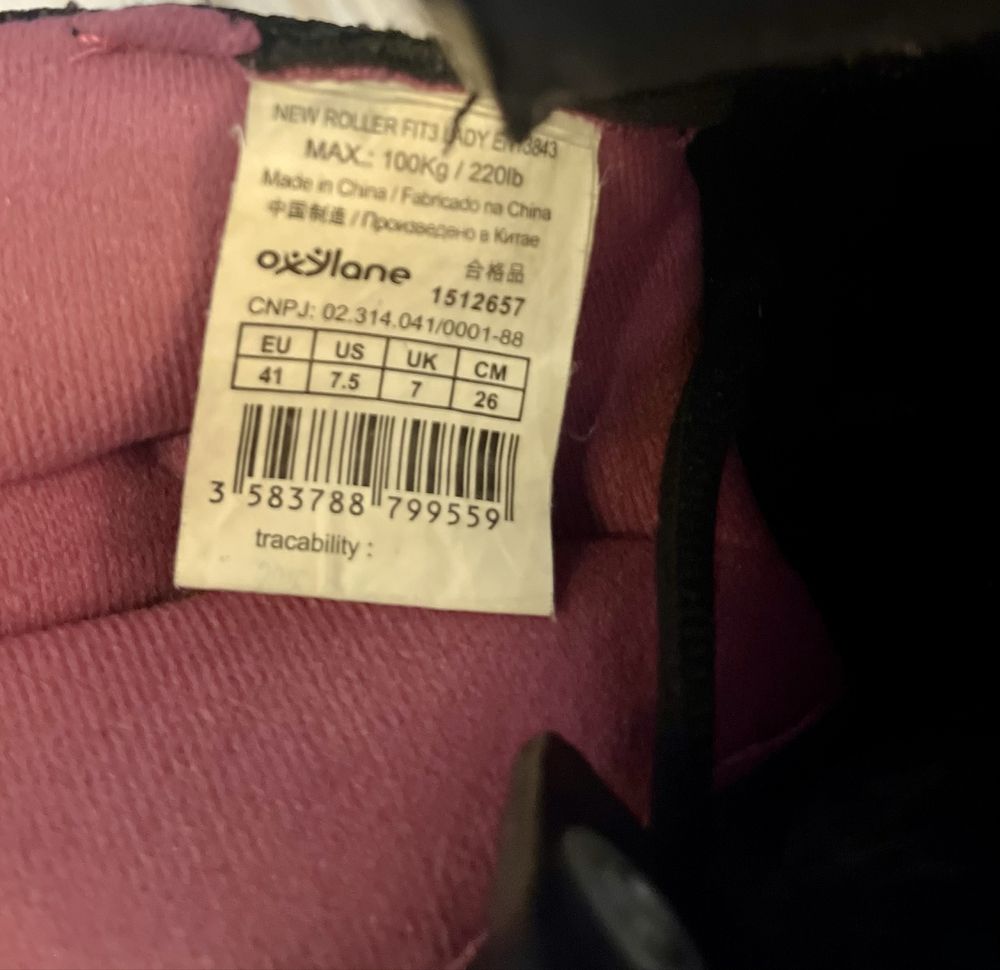 NEW ROLLER FIT3 LADY EN13843
MAX.: 100Kg / 220lb
Made in China / Fabricado na China
中国制造 / Произведено в Китае
oxylane 合格品
1512657
CNPJ: 02.314.041/0001-88
EU US UK CM
41 7.5 7 26
3 583788 799559
tracability :